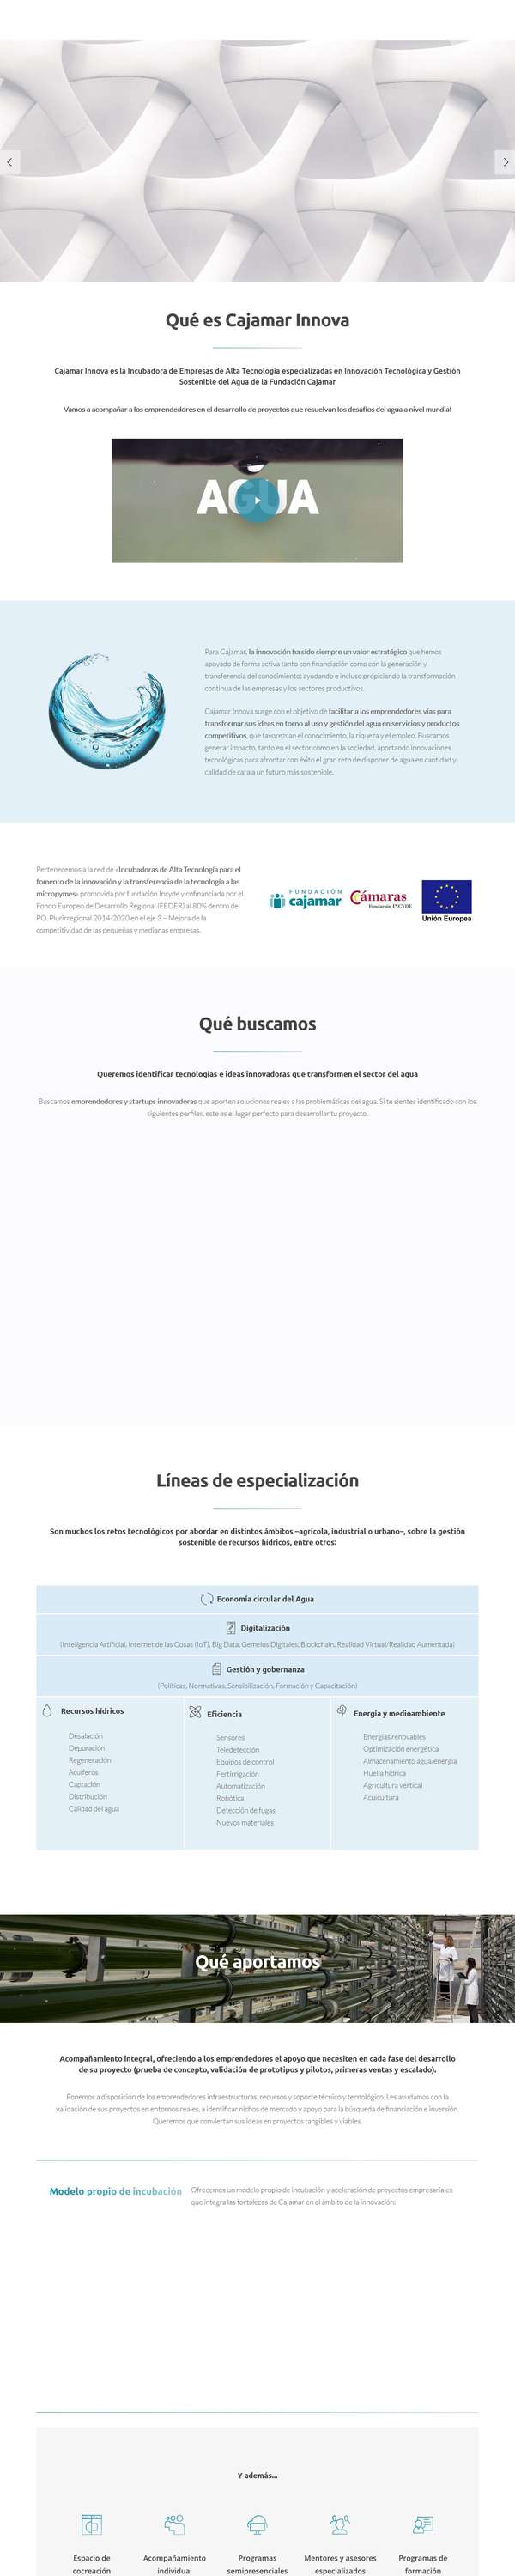 Qué es Cajamar Innova
Cajamar Innova es la Incubadora de Empresas de Alta Tecnología especializadas en Innovación Tecnológica y Gestión
Sostenible del Agua de la Fundación Cajamar
Vamos a acompañar a los emprendedores en el desarrollo de proyectos que resuelvan los desafíos del agua a nivel mundial
AGUA
Para Cajamar, la innovación ha sido siempre un valor estratégico que hemos
apoyado de forma activa tanto con financiación como con la generación y
transferencia del conocimiento; ayudando e incluso propiciando la transformación
continua de las empresas y los sectores productivos.
Cajamar Innova surge con el objetivo de facilitar a los emprendedores vías para
transformar sus ideas en torno al uso y gestión del agua en servicios y productos
competitivos, que favorezcan el conocimiento, la riqueza y el empleo. Buscamos
generar impacto, tanto en el sector como en la sociedad, aportando innovaciones
tecnológicas para afrontar con éxito el gran reto de disponer de agua en cantidad y
calidad de cara a un futuro más sostenible.
Pertenecemos a la red de «Incubadoras de Alta Tecnología para el
fomento de la innovación y la transferencia de la tecnología a las
micropymes» promovida por fundación Incyde y cofinanciada por el
Fondo Europeo de Desarrollo Regional (FEDER) al 80% dentro del
PO. Plurirregional 2014-2020 en el eje 3 – Mejora de la
competitividad de las pequeñas y medianas empresas.
FUNDACIÓN
cajamar
Cámaras
Fundación INCYDE
Unión Europea
Qué buscamos
Queremos identificar tecnologías e ideas innovadoras que transformen el sector del agua
Buscamos emprendedores y startups innovadoras que aporten soluciones reales a las problemáticas del agua. Si te sientes identificado con los
siguientes perfiles, este es el lugar perfecto para desarrollar tu proyecto.
Líneas de especialización
Son muchos los retos tecnológicos por abordar en distintos ámbitos –agrícola, industrial o urbano–, sobre la gestión
sostenible de recursos hídricos, entre otros:
Economía circular del Agua
Digitalización
(Inteligencia Artificial, Internet de las Cosas (IoT), Big Data, Gemelos Digitales, Blockchain, Realidad Virtual/Realidad Aumentada)
Gestión y gobernanza
(Políticas, Normativas, Sensibilización, Formación y Capacitación)
Recursos hídricos
Desalación
Depuración
Regeneración
Acuíferos
Captación
Distribución
Calidad del agua
Eficiencia
Sensores
Teledetección
Equipos de control
Fertirrigación
Automatización
Robótica
Detección de fugas
Nuevos materiales
Energía y medioambiente
Energías renovables
Optimización energética
Almacenamiento agua/energía
Huella hídrica
Agricultura vertical
Acuicultura
Qué aportamos
Acompañamiento integral, ofreciendo a los emprendedores el apoyo que necesiten en cada fase del desarrollo
de su proyecto (prueba de concepto, validación de prototipos y pilotos, primeras ventas y escalado).
Ponemos a disposición de los emprendedores infraestructuras, recursos y soporte técnico y tecnológico. Les ayudamos con la
validación de sus proyectos en entornos reales, a identificar nichos de mercado y apoyo para la búsqueda de financiación e inversión.
Queremos que conviertan sus ideas en proyectos tangibles y viables.
Modelo propio de incubación
Ofrecemos un modelo propio de incubación y aceleración de proyectos empresariales
que integra las fortalezas de Cajamar en el ámbito de la innovación:
Y además...
Espacio de
cocreación
Acompañamiento
individual
Programas
semipresenciales
Mentores y asesores
especializados
Programas de
formación